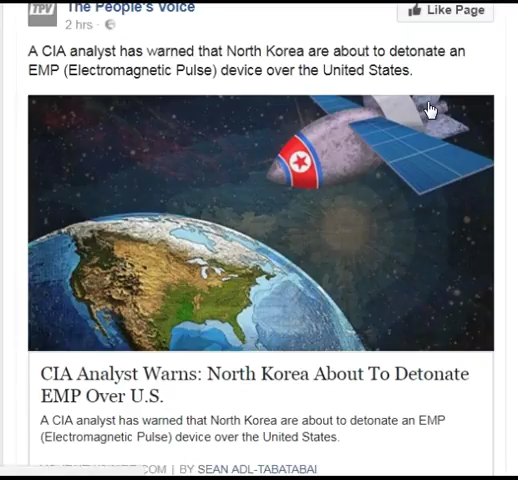 TPV The People's Voice
2 hrs ·
Like Page
A CIA analyst has warned that North Korea are about to detonate an
EMP (Electromagnetic Pulse) device over the United States.
CIA Analyst Warns: North Korea About To Detonate
EMP Over U.S.
A CIA analyst has warned that North Korea are about to detonate an EMP
(Electromagnetic Pulse) device over the United States.
.COM | BY SEAN ADL-TABATABAI